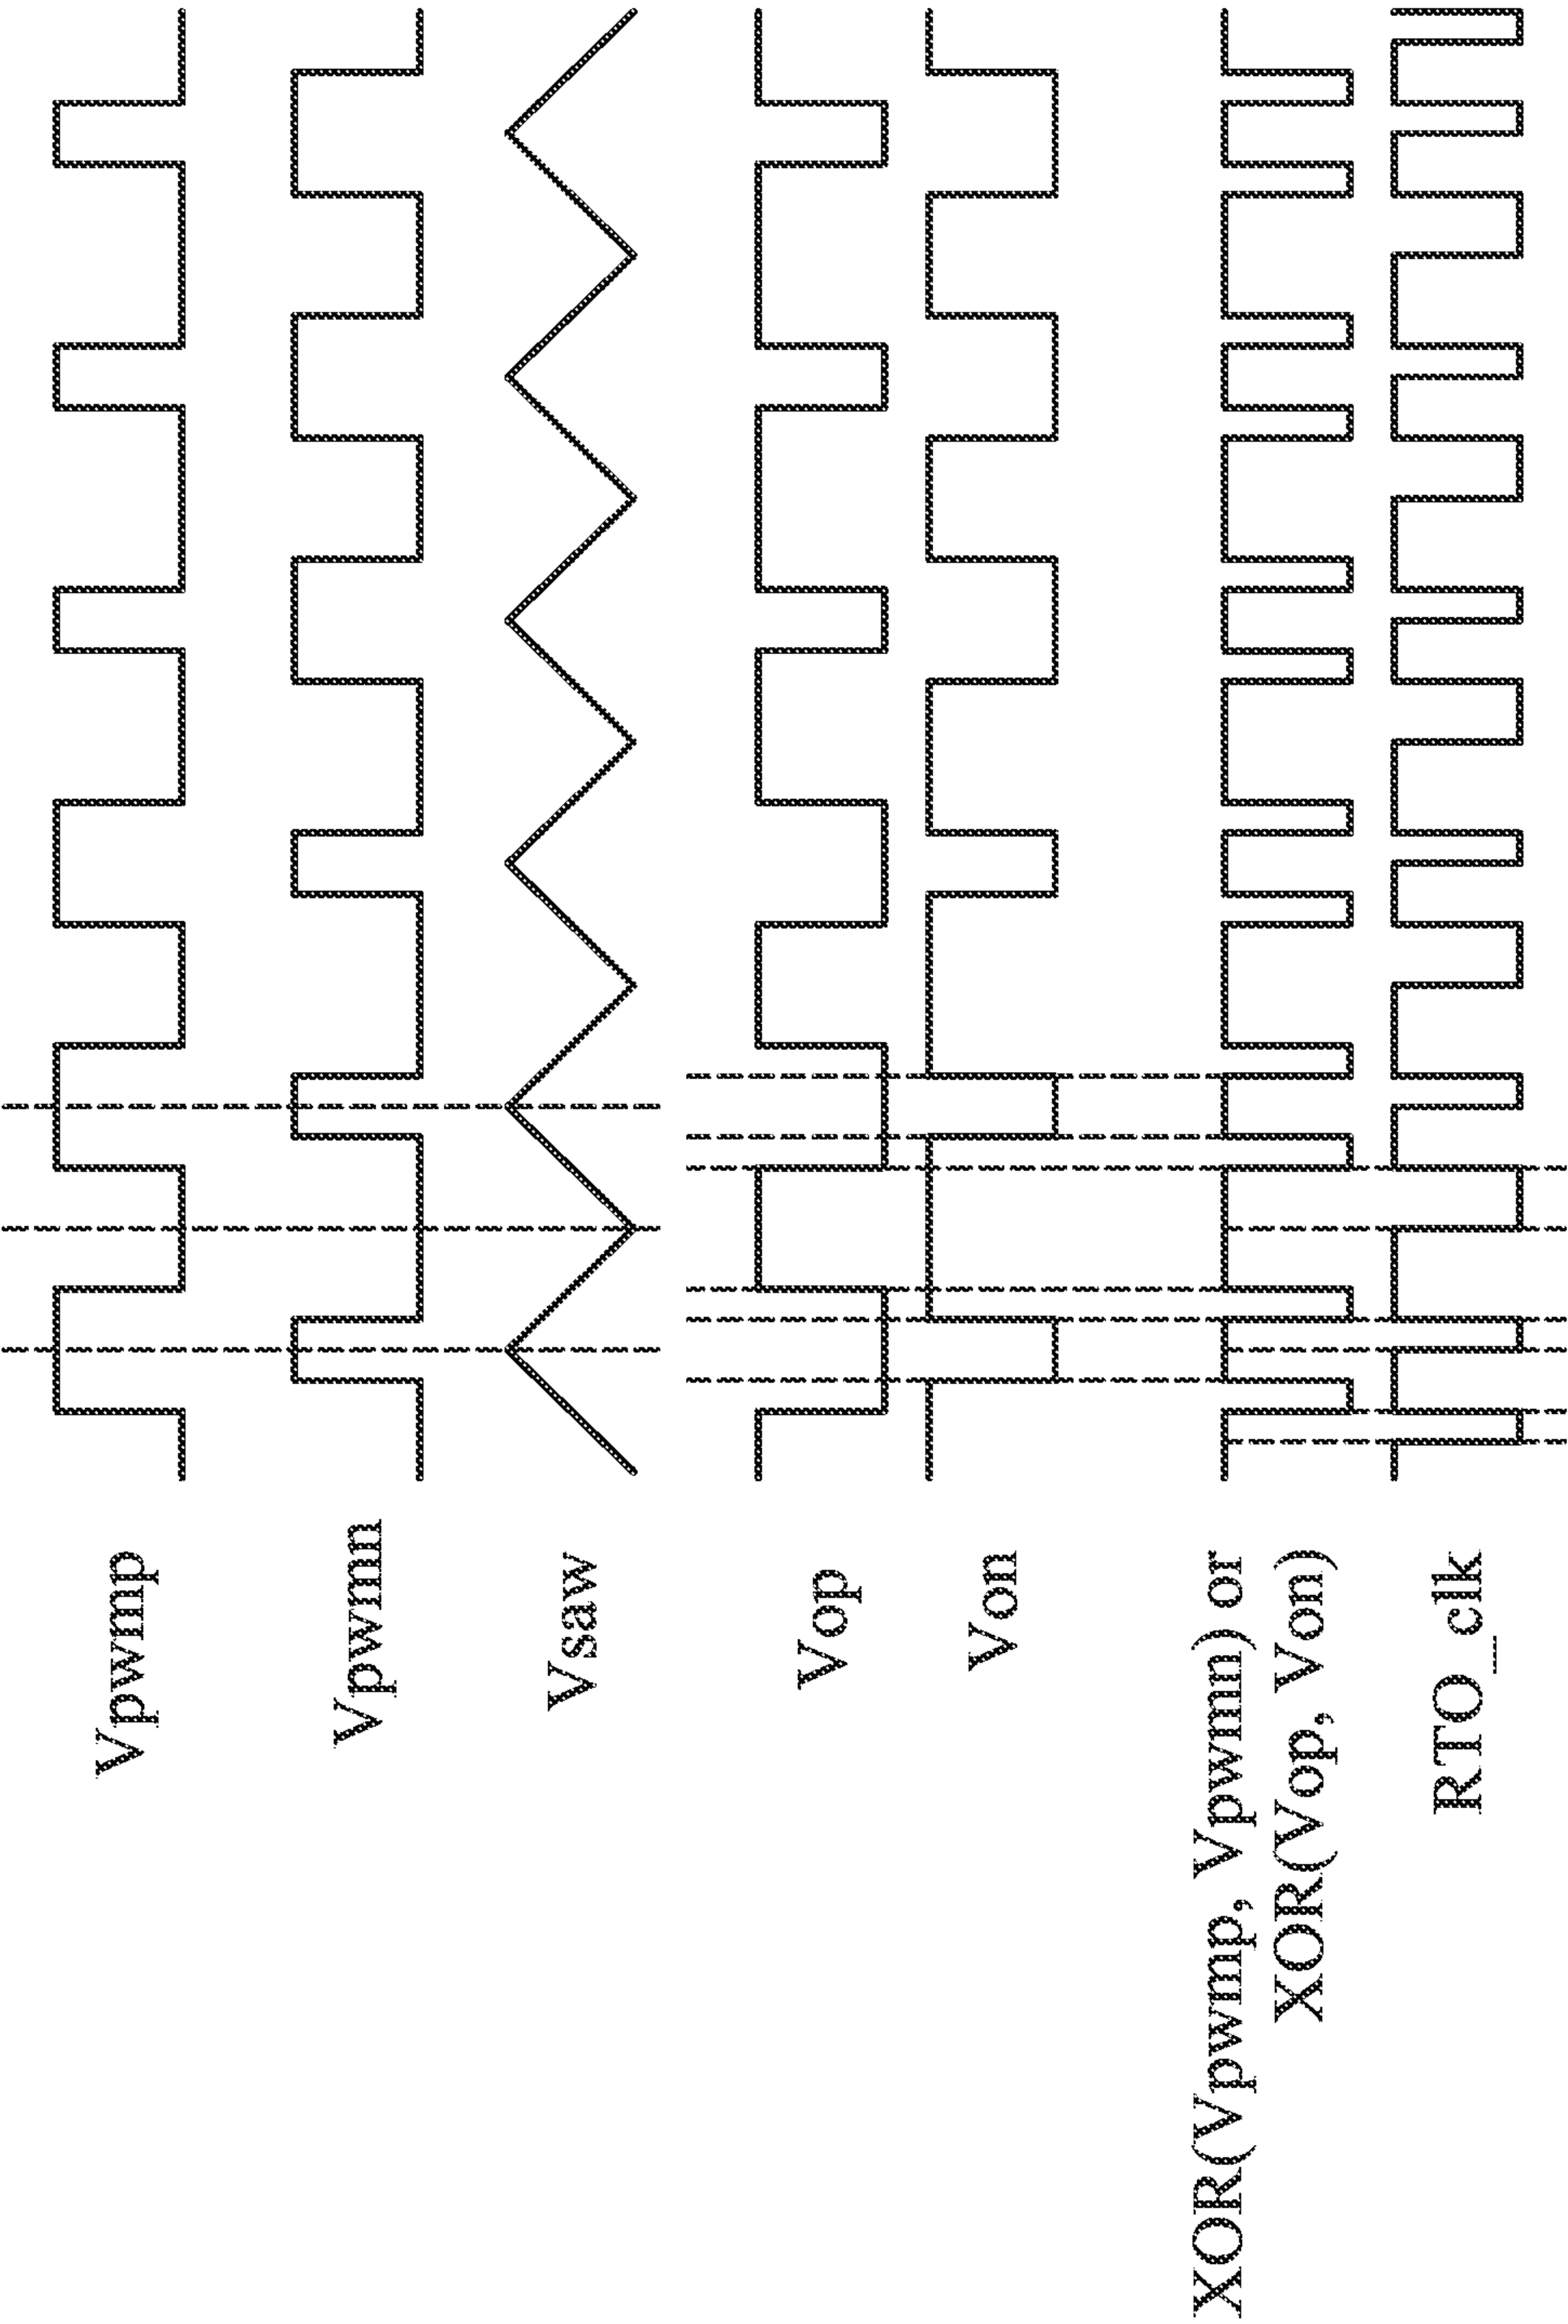 Vpwmp
Vpwmn
Vsaw
Vop
Von
XOR(Vpwmp, Vpwmn) or
XOR(Vop, Von)
RTO_clk